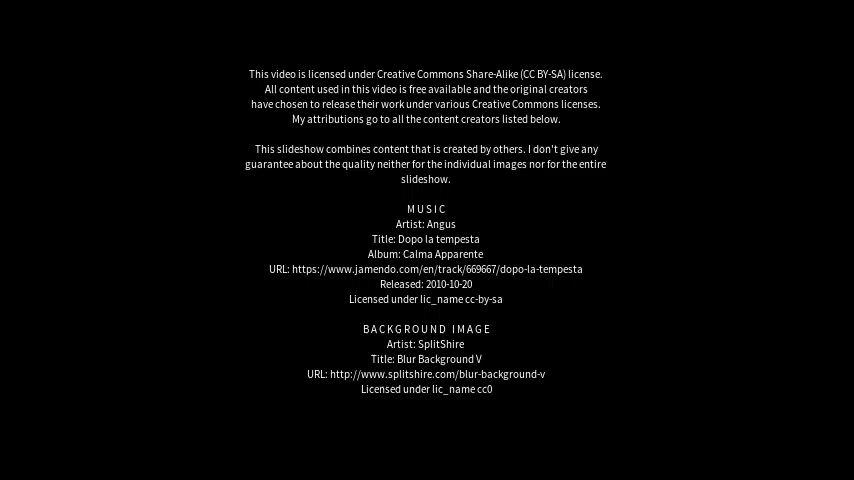 This video is licensed under Creative Commons Share-Alike (CC BY-SA) license.
All content used in this video is free available and the original creators
have chosen to release their work under various Creative Commons licenses.
My attributions go to all the content creators listed below.
This slideshow combines content that is created by others. I don't give any
guarantee about the quality neither for the individual images nor for the entire
slideshow.
MUSIC
Artist: Angus
Title: Dopo la tempesta
Album: Calma Apparente
URL: https://www.jamendo.com/en/track/669667/dopo-la-tempesta
Released: 2010-10-20
Licensed under lic_name cc-by-sa
BACKGROUND IMAGE
Artist: SplitShire
Title: Blur Background V
URL: http://www.splitshire.com/blur-background-v
Licensed under lic_name cc0